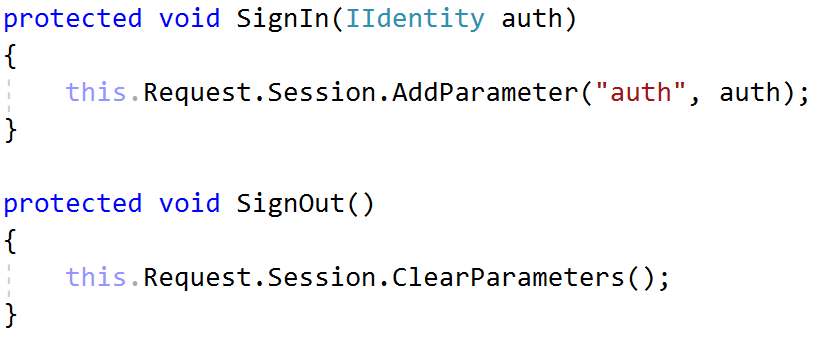 protected void SignIn(IIdentity auth)
{
    this.Request.Session.AddParameter("auth", auth);
}

protected void SignOut()
{
    this.Request.Session.ClearParameters();
}